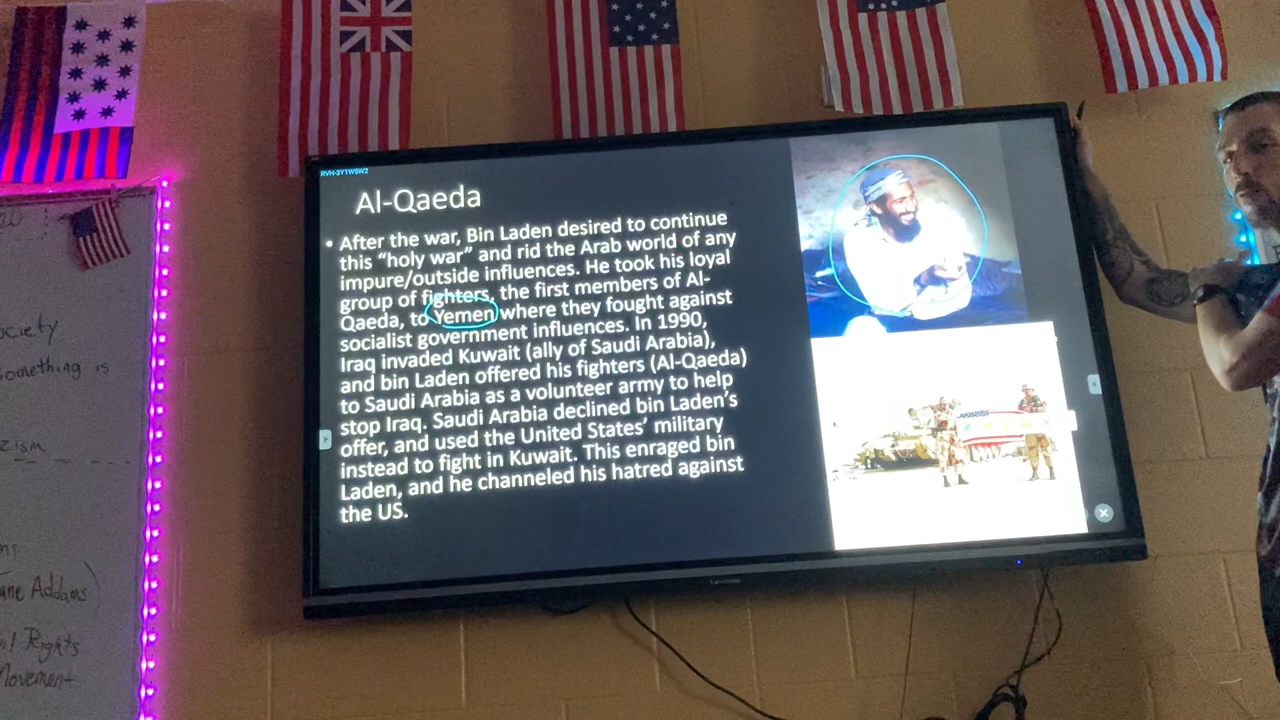 RVH-3Y1W5W2
Al-Qaeda
• After the war, Bin Laden desired to continue
this “holy war” and rid the Arab world of any
impure/outside influences. He took his loyal
group of fighters, the first members of Al-
Qaeda, to Yemen where they fought against
socialist government influences. In 1990,
Iraq invaded Kuwait (ally of Saudi Arabia),
and bin Laden offered his fighters (Al-Qaeda)
to Saudi Arabia as a volunteer army to help
stop Iraq. Saudi Arabia declined bin Laden’s
offer, and used the United States’ military
instead to fight in Kuwait. This enraged bin
Laden, and he channeled his hatred against
the US.
ociety
omething is
cism
ane Addams)
l Rights
Movement